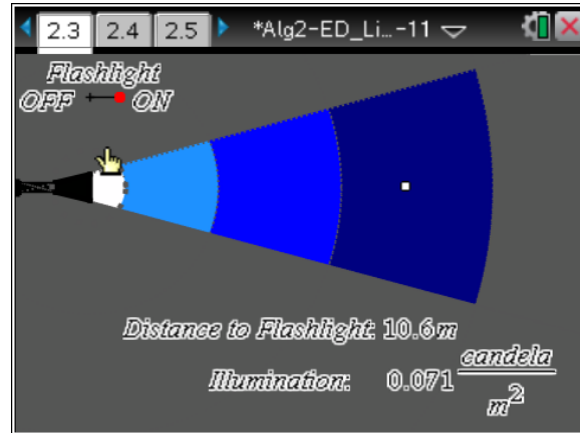 2.3 2.4 2.5 *Alg2-ED_Li...-11
Flashlight
OFF ON
Distance to Flashlight: 10.6m
Illumination: 0.071 candela/m²